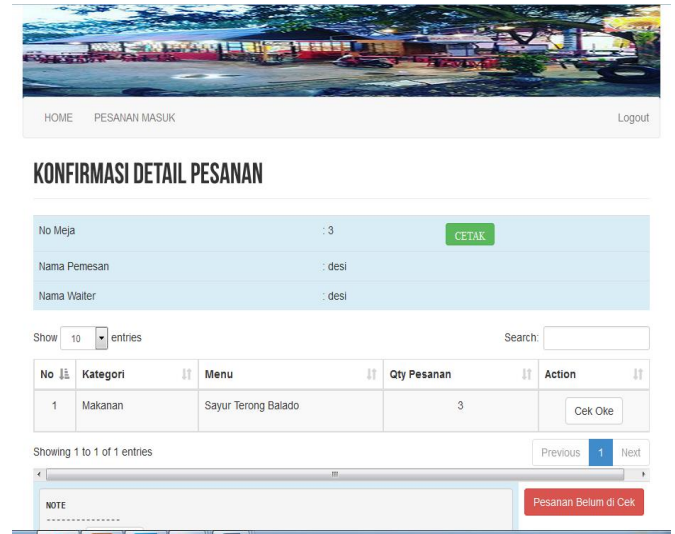 HOME PESANAN MASUK Logout
KONFIRMASI DETAIL PESANAN
No Meja : 3 CETAK
Nama Pemesan : desi
Nama Waiter : desi
Show 10 entries Search:
No Kategori Menu Qty Pesanan Action
1 Makanan Sayur Terong Balado 3 Cek Oke
Showing 1 to 1 of 1 entries Previous 1 Next
NOTE Pesanan Belum di Cek
---------------